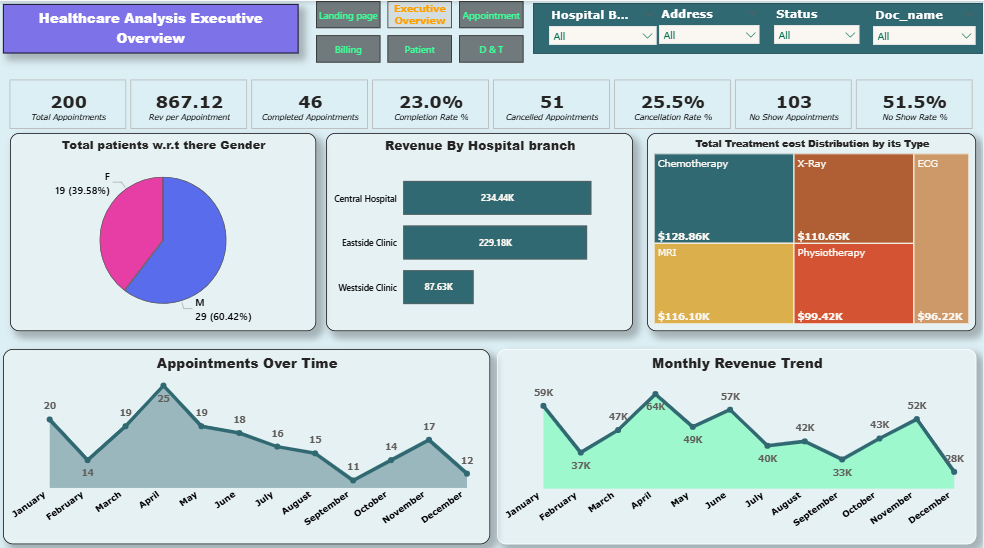 Healthcare Analysis Executive
Overview
Landing page
Executive
Overview
Appointment
Billing
Patient
D & T
Hospital B...
All
Address
All
Status
All
Doc_name
All
200
Total Appointments
867.12
Rev per Appointment
46
Completed Appointments
23.0%
Completion Rate %
51
Cancelled Appointments
25.5%
Cancellation Rate %
103
No Show Appointments
51.5%
No Show Rate %
Total patients w.r.t there Gender
F
19 (39.58%)
M
29 (60.42%)
Revenue By Hospital branch
Central Hospital
234.44K
Eastside Clinic
229.18K
Westside Clinic
87.63K
Total Treatment cost Distribution by its Type
Chemotherapy
$128.86K
X-Ray
$110.65K
ECG
$96.22K
MRI
$116.10K
Physiotherapy
$99.42K
Appointments Over Time
20
14
19
25
19
18
16
15
11
14
17
12
January
February
March
April
May
June
July
August
September
October
November
December
Monthly Revenue Trend
59K
37K
47K
64K
49K
57K
40K
42K
33K
43K
52K
28K
January
February
March
April
May
June
July
August
September
October
November
December